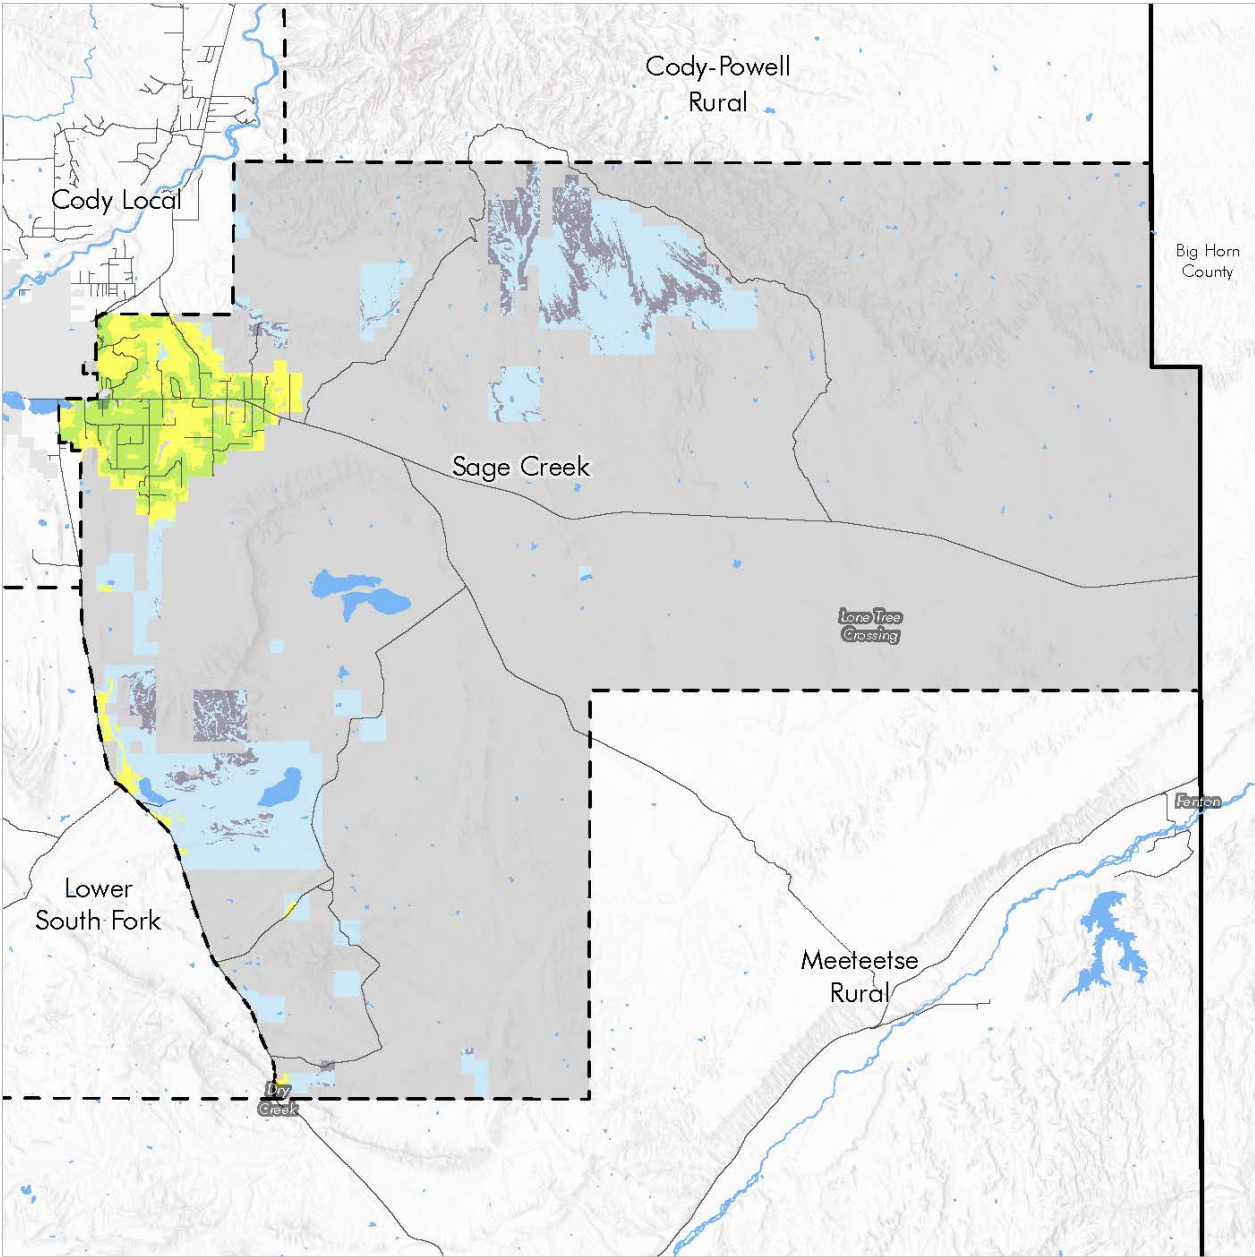 Cody-Powell
Rural
Cody Local
Big Horn
County
Sage Creek
Lone Tree
Crossing
Fenton
Lower
South Fork
Meeteetse
Rural
Dry
Creek